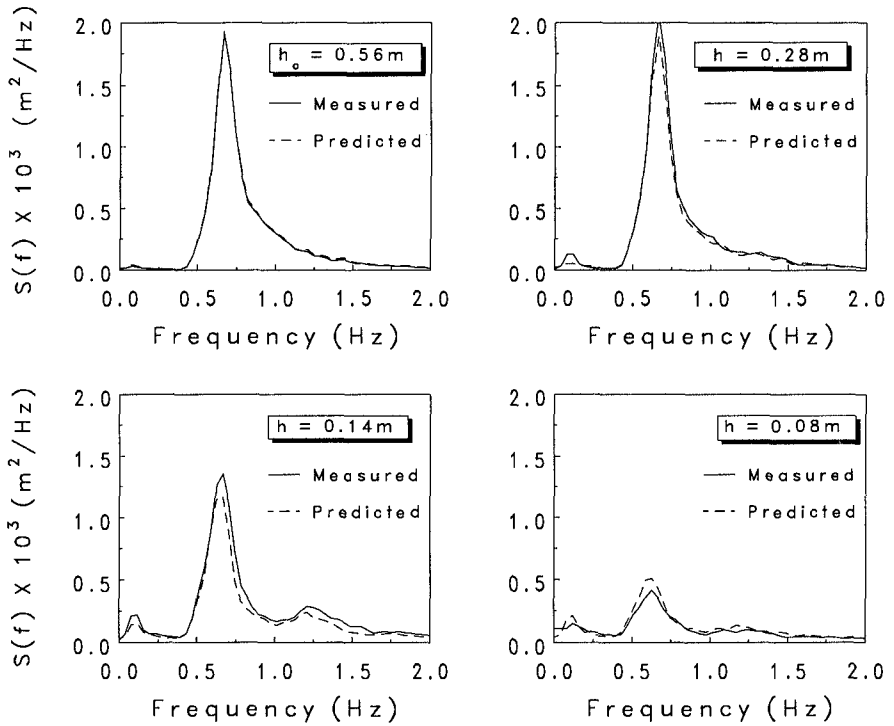 S(f) X 10³ (m²/Hz)
2.0
1.5
1.0
0.5
0.0
hₒ = 0.56m
Measured
Predicted
0.0 0.5 1.0 1.5 2.0
Frequency (Hz)
2.0
1.5
1.0
0.5
0.0
h = 0.28m
Measured
Predicted
0.0 0.5 1.0 1.5 2.0
Frequency (Hz)
S(f) X 10³ (m²/Hz)
2.0
1.5
1.0
0.5
0.0
h = 0.14m
Measured
Predicted
0.0 0.5 1.0 1.5 2.0
Frequency (Hz)
2.0
1.5
1.0
0.5
0.0
h = 0.08m
Measured
Predicted
0.0 0.5 1.0 1.5 2.0
Frequency (Hz)